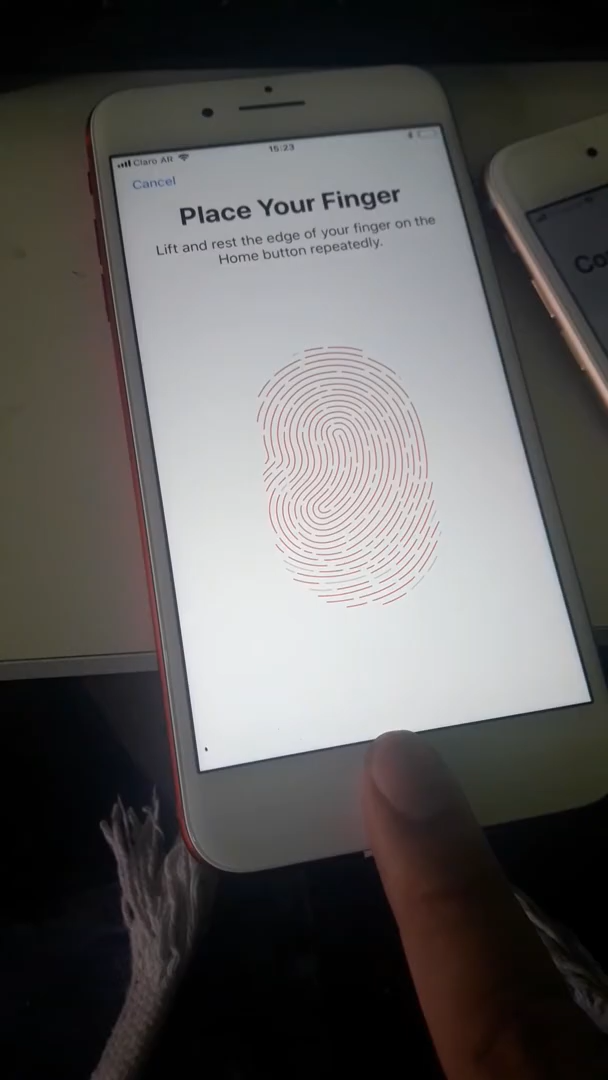 Claro AR
15:23
Cancel
Place Your Finger
Lift and rest the edge of your finger on the
Home button repeatedly.